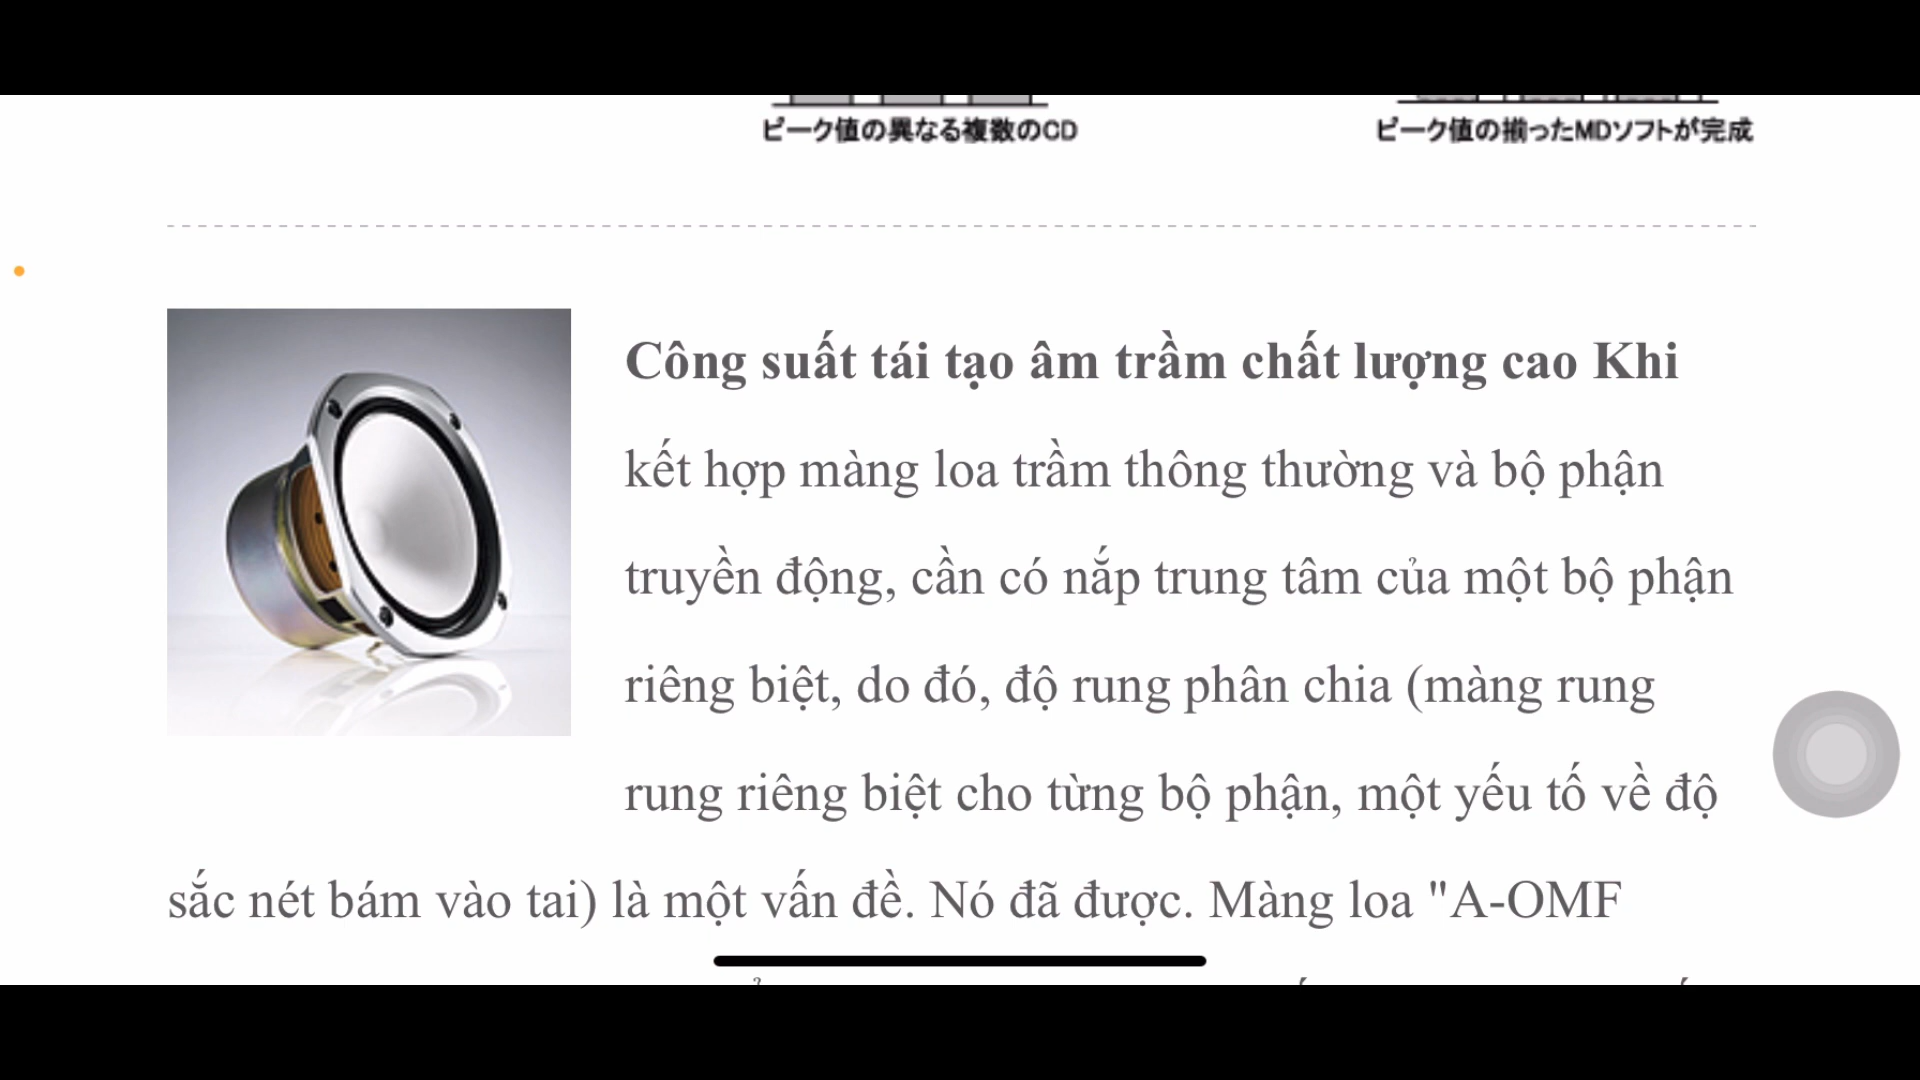 ピーク値の異なる複数のCD
ピーク値の揃ったMDソフトが完成
Công suất tái tạo âm trầm chất lượng cao Khi
kết hợp màng loa trầm thông thường và bộ phận
truyền động, cần có nắp trung tâm của một bộ phận
riêng biệt, do đó, độ rung phân chia (màng rung
rung riêng biệt cho từng bộ phận, một yếu tố về độ
sắc nét bám vào tai) là một vấn đề. Nó đã được. Màng loa "A-OMF